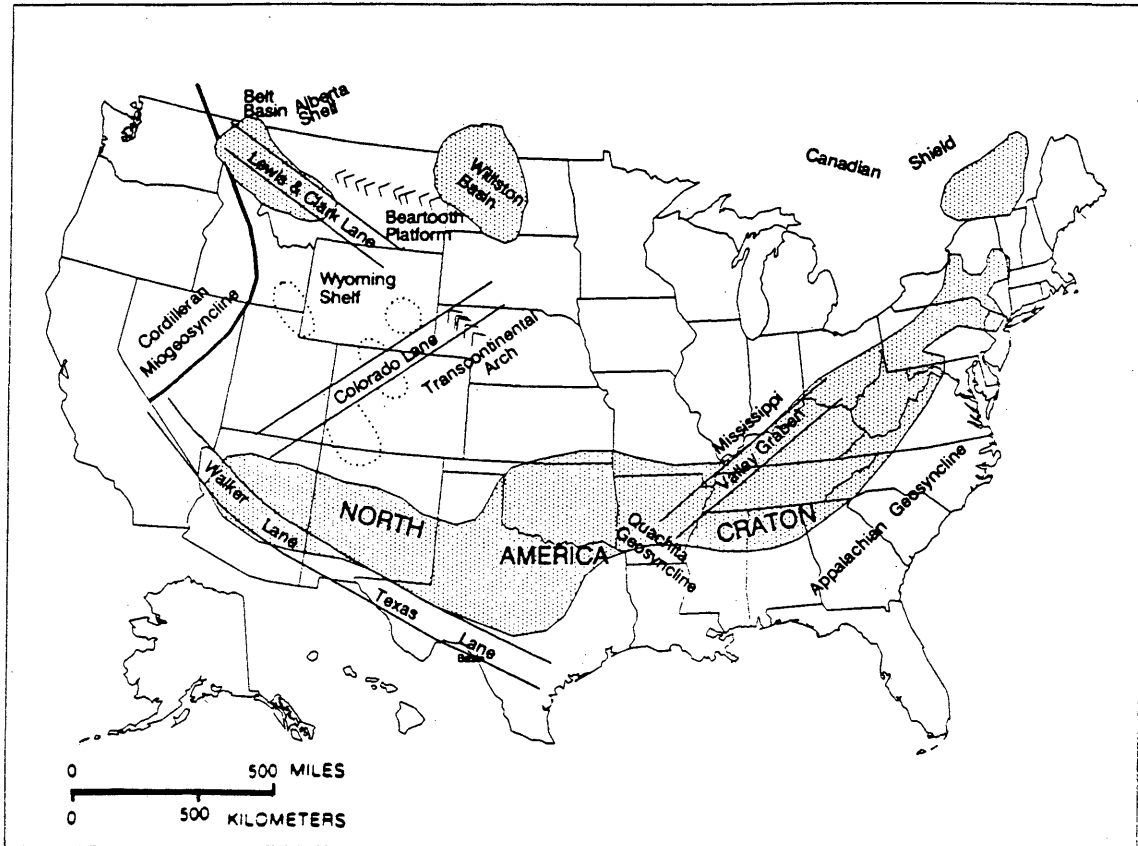 Belt
Basin Alberta
Shelf
Canadian Shield
Lewis & Clark Lane
Williston
Basin
Beartooth
Platform
Wyoming
Shelf
Cordilleran
Miogeosyncline
Colorado Lane
Transcontinental
Arch
Mississippi
Valley Graben
Walker
Lane
NORTH
AMERICA
CRATON
Ouachita
Geosyncline
Appalachian Geosyncline
Texas
Lane
0 500 MILES
0 500 KILOMETERS